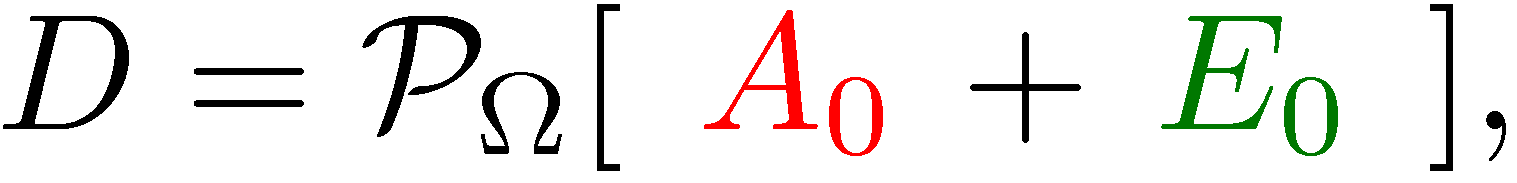 D = 𝒫_Ω[ A_0 + E_0 ],